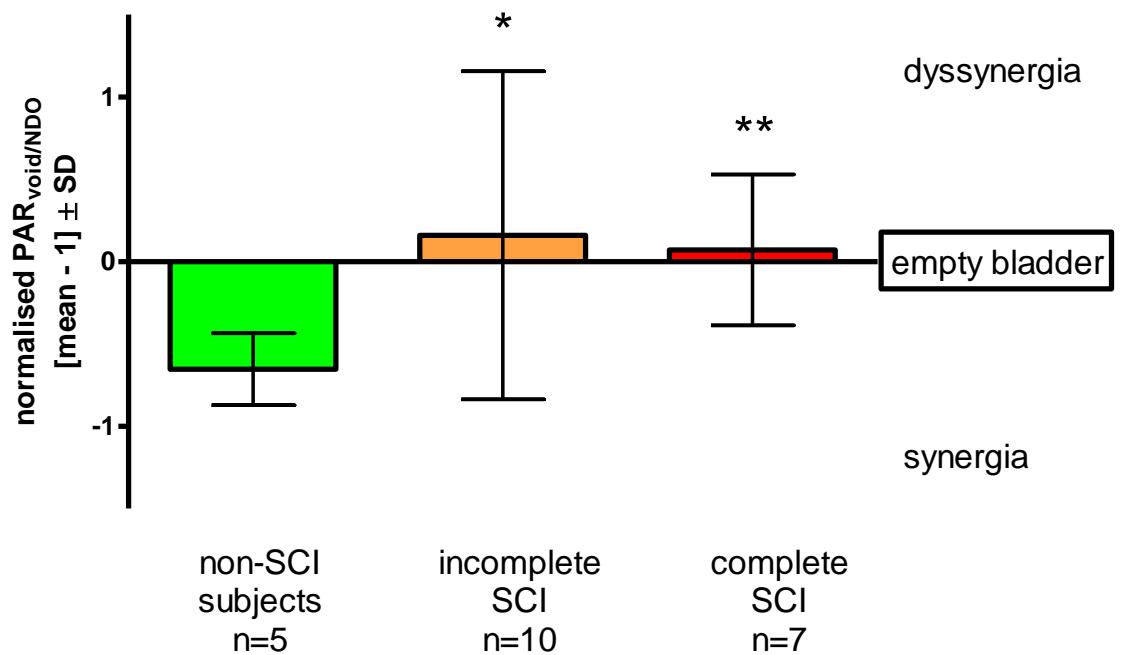 normalised PARvoid/NDO
[mean - 1] ± SD
1
0
-1
*
**
dyssynergia
empty bladder
synergia
non-SCI
subjects
n=5
incomplete
SCI
n=10
complete
SCI
n=7